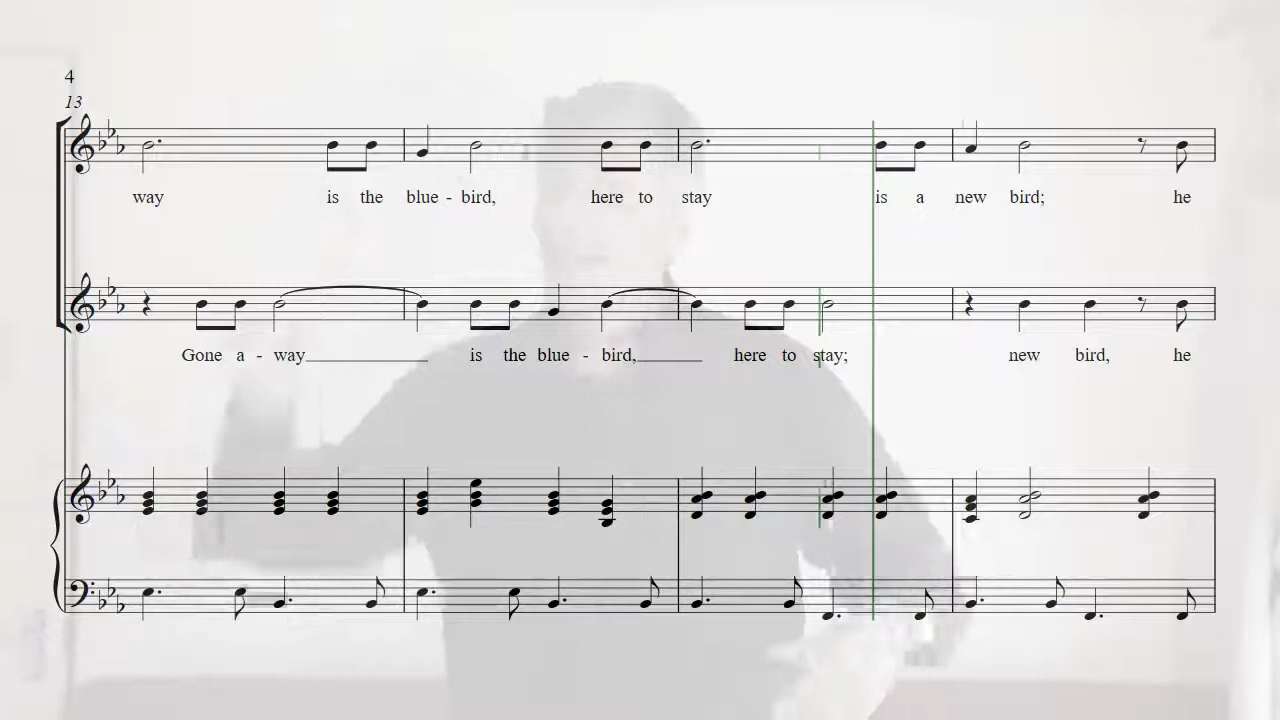 4
13
way is the blue - bird, here to stay is a new bird; he
Gone a - way is the blue - bird, here to stay; new bird, he